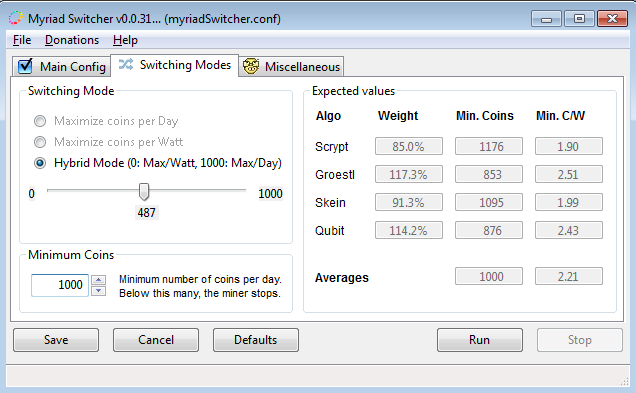 Myriad Switcher v0.0.31... (myriadSwitcher.conf)
File Donations Help
Main Config Switching Modes Miscellaneous
Switching Mode
Maximize coins per Day
Maximize coins per Watt
Hybrid Mode (0: Max/Watt, 1000: Max/Day)
0 1000
487
Minimum Coins
1000
Minimum number of coins per day.
Below this many, the miner stops.
Expected values
Algo Weight Min. Coins Min. C/W
Scrypt 85.0% 1176 1.90
Groestl 117.3% 853 2.51
Skein 91.3% 1095 1.99
Qubit 114.2% 876 2.43
Averages 1000 2.21
Save Cancel Defaults Run Stop